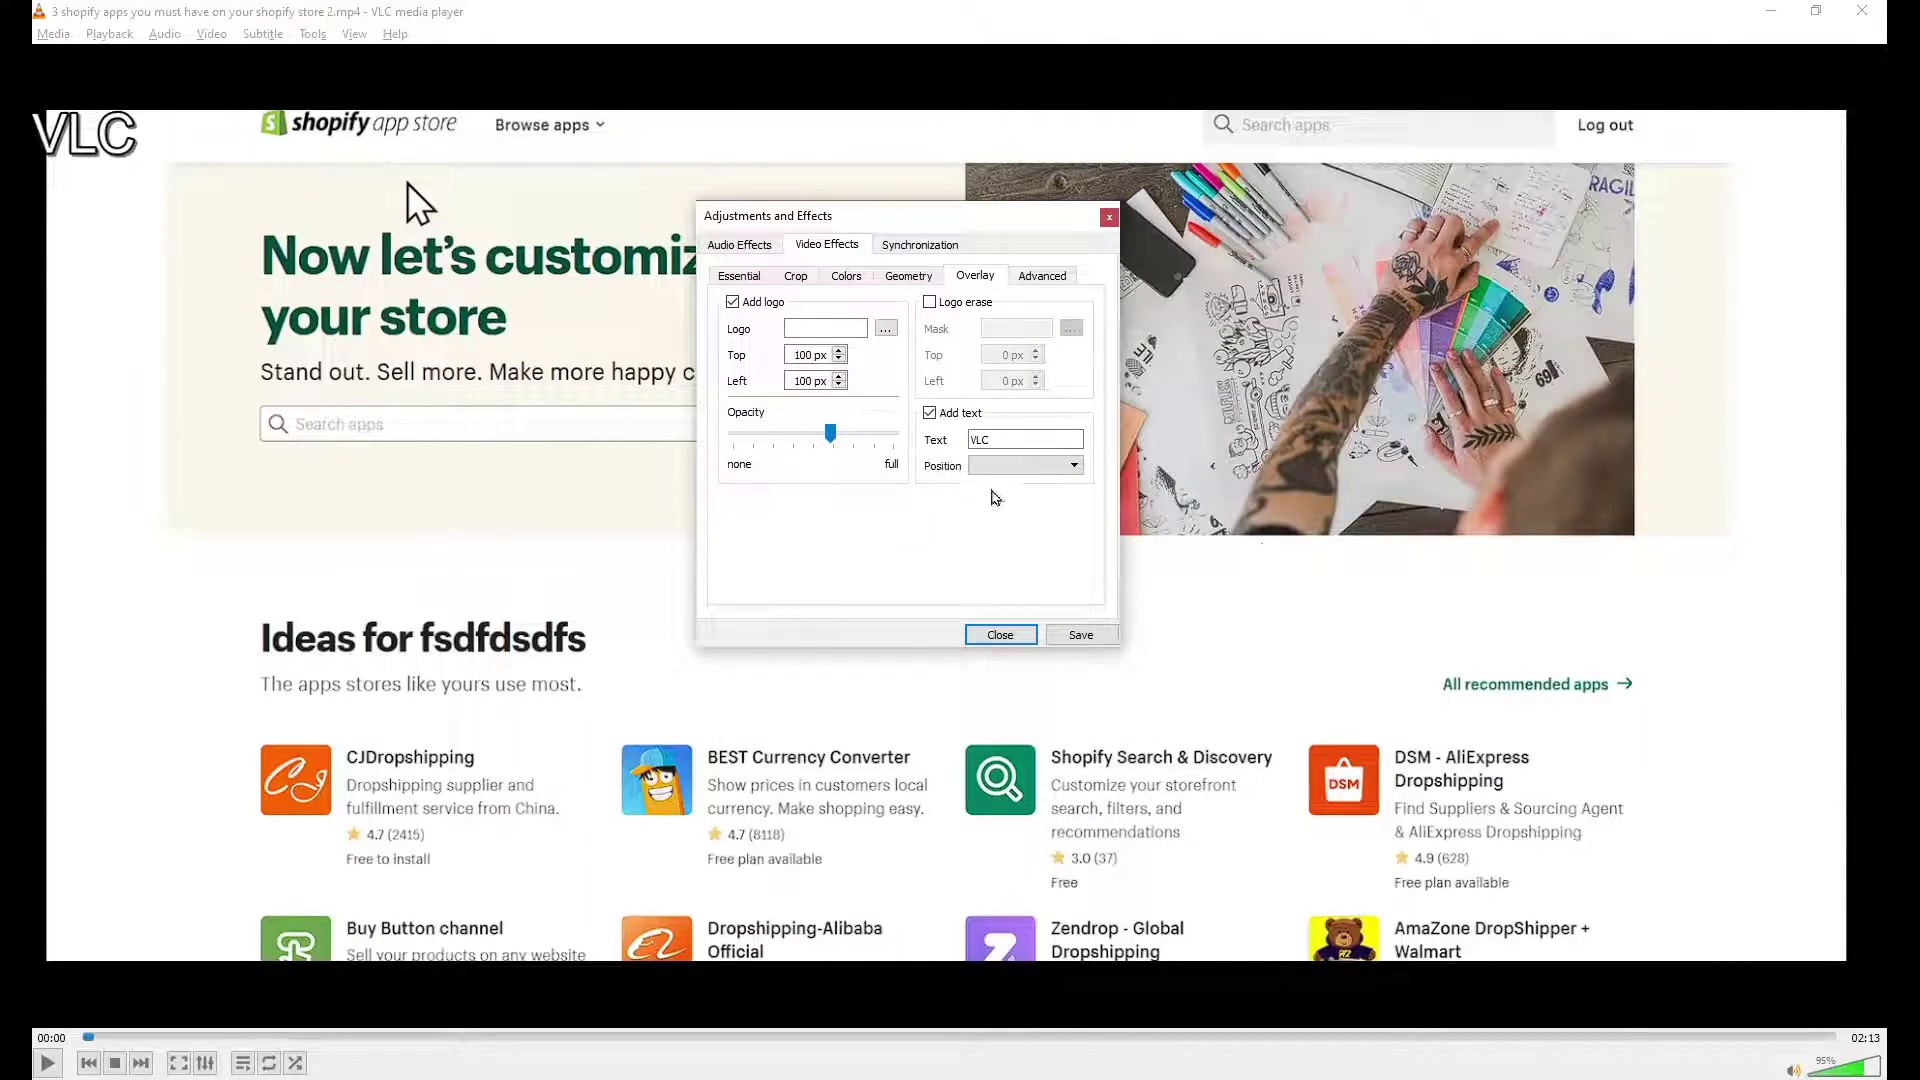 3 shopify apps you must have on your shopify store 2.mp4 - VLC media player
Media Playback Audio Video Subtitle Tools View Help
VLC
shopify app store
Browse apps
Search apps
Log out
RAGIL
Now let's customiz
your store
Stand out. Sell more. Make more happy c
Search apps
Adjustments and Effects
Audio Effects Video Effects Synchronization
Essential Crop Colors Geometry Overlay Advanced
Add logo
Logo ...
Top 100 px
Left 100 px
Opacity
none full
Logo erase
Mask ...
Top 0 px
Left 0 px
Add text
Text VLC
Position
Close Save
69
Ideas for fsdfdsdfs
The apps stores like yours use most.
All recommended apps
CJDropshipping
Dropshipping supplier and
fulfillment service from China.
4.7 (2415)
Free to install
BEST Currency Converter
Show prices in customers local
currency. Make shopping easy.
4.7 (8118)
Free plan available
Shopify Search & Discovery
Customize your storefront
search, filters, and
recommendations
3.0 (37)
Free
DSM
DSM - AliExpress
Dropshipping
Find Suppliers & Sourcing Agent
& AliExpress Dropshipping
4.9 (628)
Free plan available
Buy Button channel
Sell your products on any website
Dropshipping-Alibaba
Official
Zendrop - Global
Dropshipping
AmaZone DropShipper +
Walmart
00:00
02:13
95%